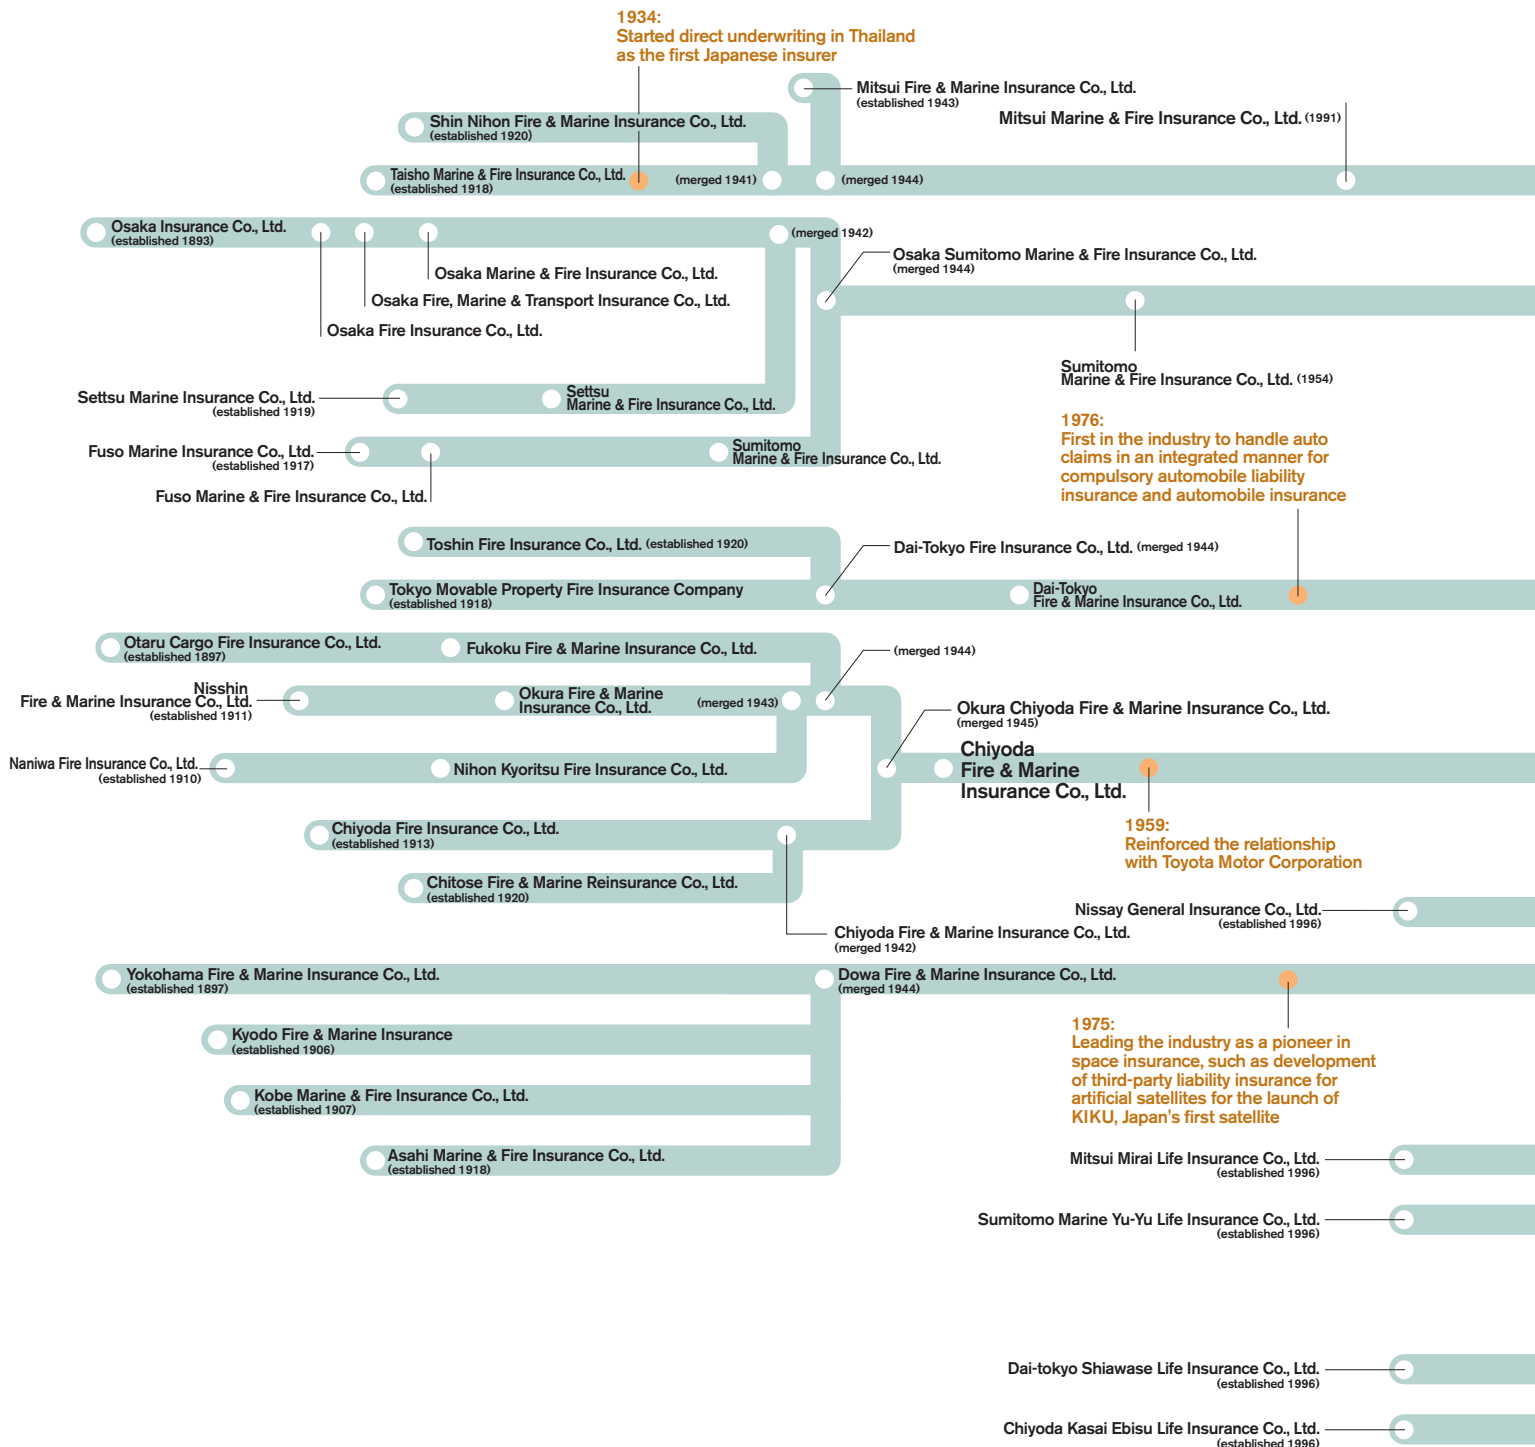 1934:
Started direct underwriting in Thailand
as the first Japanese insurer
Mitsui Fire & Marine Insurance Co., Ltd.
(established 1943)
Mitsui Marine & Fire Insurance Co., Ltd. (1991)
Shin Nihon Fire & Marine Insurance Co., Ltd.
(established 1920)
Taisho Marine & Fire Insurance Co., Ltd.
(established 1918)
(merged 1941)
(merged 1944)
Osaka Insurance Co., Ltd.
(established 1893)
(merged 1942)
Osaka Sumitomo Marine & Fire Insurance Co., Ltd.
(merged 1944)
Osaka Marine & Fire Insurance Co., Ltd.
Osaka Fire, Marine & Transport Insurance Co., Ltd.
Osaka Fire Insurance Co., Ltd.
Sumitomo
Marine & Fire Insurance Co., Ltd. (1954)
Settsu Marine Insurance Co., Ltd.
(established 1919)
Settsu
Marine & Fire Insurance Co., Ltd.
1976:
First in the industry to handle auto
claims in an integrated manner for
compulsory automobile liability
insurance and automobile insurance
Fuso Marine Insurance Co., Ltd.
(established 1917)
Sumitomo
Marine & Fire Insurance Co., Ltd.
Fuso Marine & Fire Insurance Co., Ltd.
Toshin Fire Insurance Co., Ltd. (established 1920)
Dai-Tokyo Fire Insurance Co., Ltd. (merged 1944)
Tokyo Movable Property Fire Insurance Company
(established 1918)
Dai-Tokyo
Fire & Marine Insurance Co., Ltd.
Otaru Cargo Fire Insurance Co., Ltd.
(established 1897)
Fukoku Fire & Marine Insurance Co., Ltd.
(merged 1944)
Nisshin
Fire & Marine Insurance Co., Ltd.
(established 1911)
Okura Fire & Marine
Insurance Co., Ltd.
(merged 1943)
Okura Chiyoda Fire & Marine Insurance Co., Ltd.
(merged 1945)
Naniwa Fire Insurance Co., Ltd.
(established 1910)
Nihon Kyoritsu Fire Insurance Co., Ltd.
Chiyoda
Fire & Marine
Insurance Co., Ltd.
1959:
Reinforced the relationship
with Toyota Motor Corporation
Chiyoda Fire Insurance Co., Ltd.
(established 1913)
Chitose Fire & Marine Reinsurance Co., Ltd.
(established 1920)
Nissay General Insurance Co., Ltd.
(established 1996)
Chiyoda Fire & Marine Insurance Co., Ltd.
(merged 1942)
Yokohama Fire & Marine Insurance Co., Ltd.
(established 1897)
Dowa Fire & Marine Insurance Co., Ltd.
(merged 1944)
Kyodo Fire & Marine Insurance
(established 1906)
1975:
Leading the industry as a pioneer in
space insurance, such as development
of third-party liability insurance for
artificial satellites for the launch of
KIKU, Japan's first satellite
Kobe Marine & Fire Insurance Co., Ltd.
(established 1907)
Asahi Marine & Fire Insurance Co., Ltd.
(established 1918)
Mitsui Mirai Life Insurance Co., Ltd.
(established 1996)
Sumitomo Marine Yu-Yu Life Insurance Co., Ltd.
(established 1996)
Dai-tokyo Shiawase Life Insurance Co., Ltd.
(established 1996)
Chiyoda Kasai Ebisu Life Insurance Co., Ltd.
(established 1996)